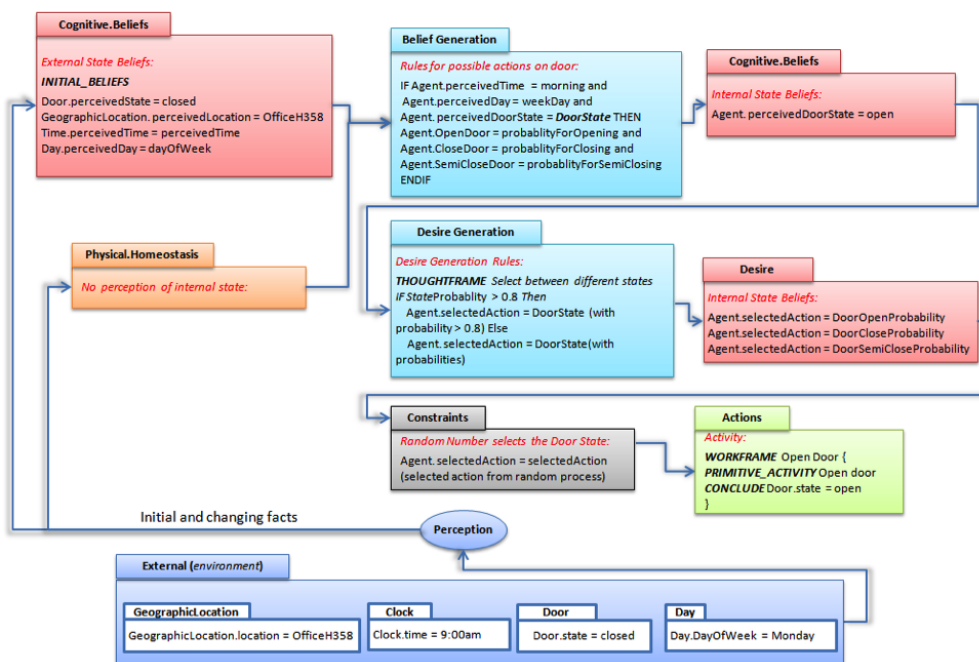 Cognitive.Beliefs
External State Beliefs:
INITIAL_BELIEFS
Door.perceivedState = closed
GeographicLocation. perceivedLocation = OfficeH358
Time.perceivedTime = perceivedTime
Day.perceivedDay = dayOfWeek
Belief Generation
Rules for possible actions on door:
IF Agent.perceivedTime = morning and
Agent.perceivedDay = weekDay and
Agent. perceivedDoorState = DoorState THEN
Agent.OpenDoor = probablityForOpening and
Agent.CloseDoor = probablityForClosing and
Agent.SemiCloseDoor = probablityForSemiClosing
ENDIF
Cognitive.Beliefs
Internal State Beliefs:
Agent. perceivedDoorState = open
Physical.Homeostasis
No perception of internal state:
Desire Generation
Desire Generation Rules:
THOUGHTFRAME Select between different states
IF StateProbablity > 0.8 Then
Agent.selectedAction = DoorState (with
probability > 0.8) Else
Agent. selectedAction = DoorState(with
probabilities)
Desire
Internal State Beliefs:
Agent.selectedAction = DoorOpenProbability
Agent.selectedAction = DoorCloseProbability
Agent.selectedAction = DoorSemiCloseProbability
Constraints
Random Number selects the Door State:
Agent. selectedAction = selectedAction
(selected action from random process)
Actions
Activity:
WORKFRAME Open Door {
PRIMITIVE_ACTIVITY Open door
CONCLUDE Door.state = open
}
Initial and changing facts
Perception
External (environment)
GeographicLocation
GeographicLocation.location = OfficeH358
Clock
Clock.time = 9:00am
Door
Door.state = closed
Day
Day.DayOfWeek = Monday